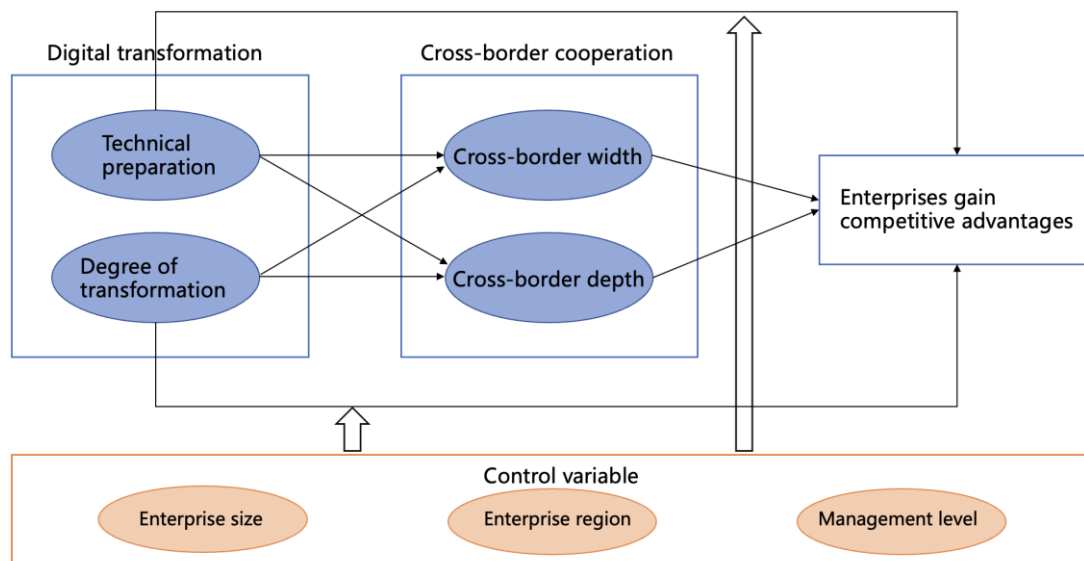 Digital transformation
Cross-border cooperation
Technical
preparation
Cross-border width
Enterprises gain
competitive advantages
Degree of
transformation
Cross-border depth
Control variable
Enterprise size
Enterprise region
Management level